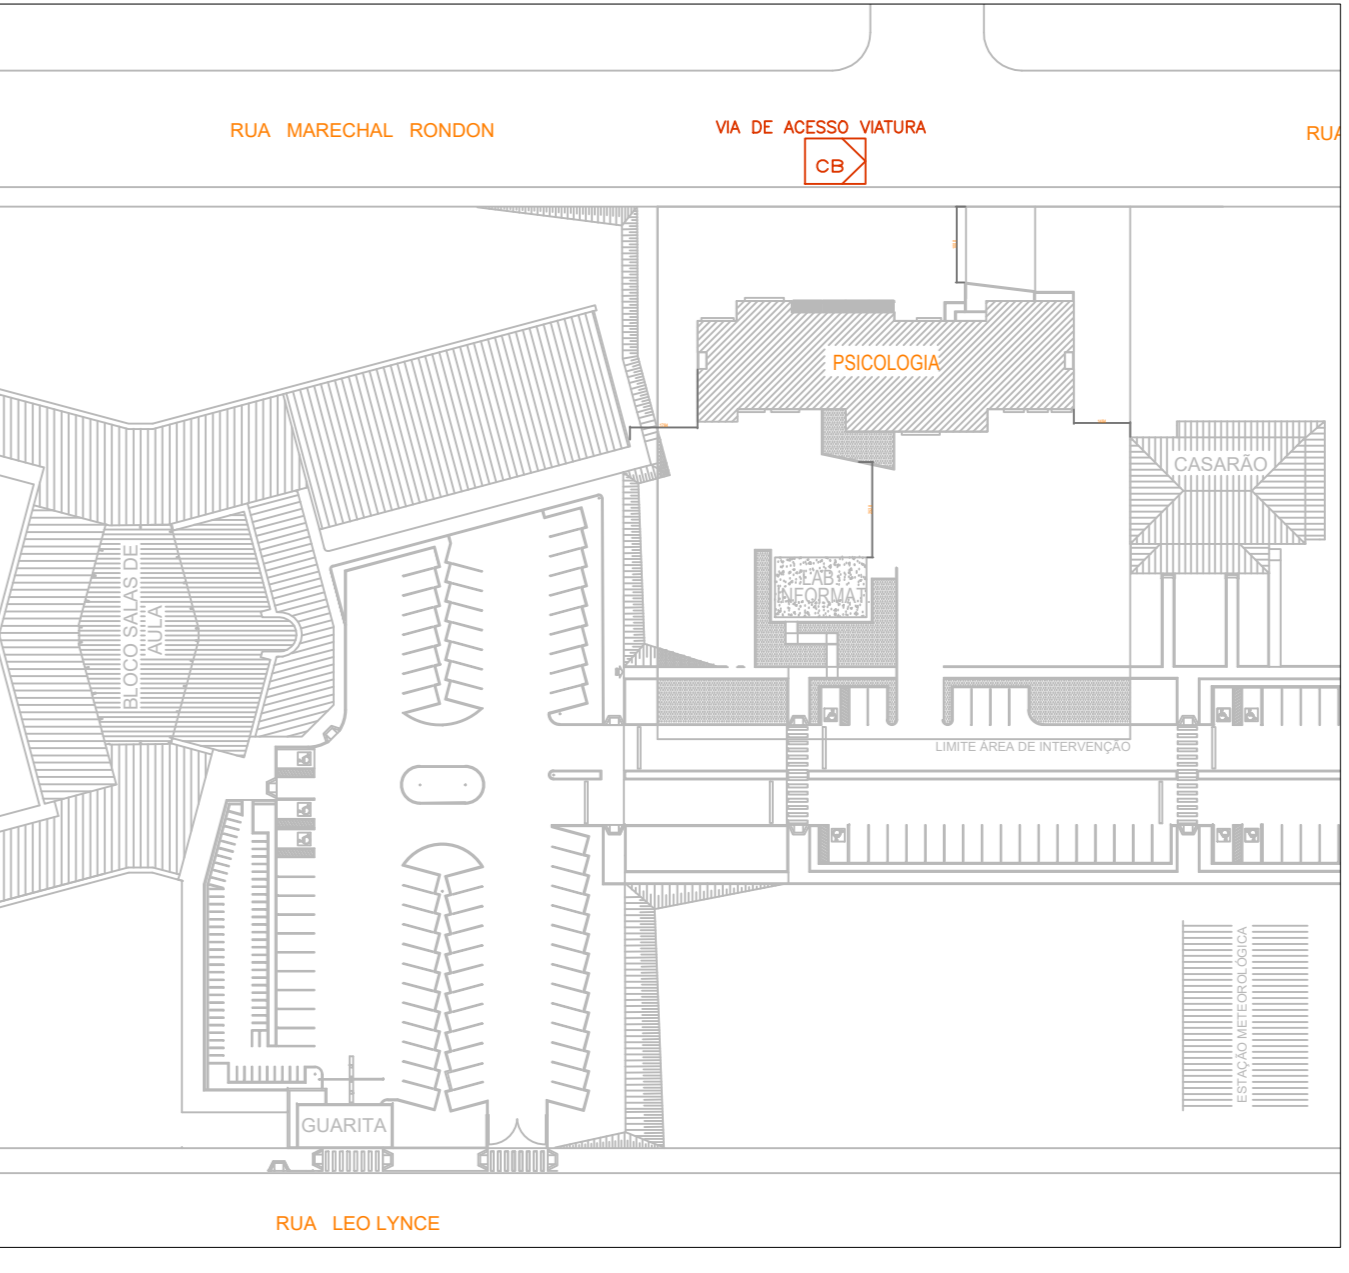 RUA MARECHAL RONDON
VIA DE ACESSO VIATURA
CB
RUA
PSICOLOGIA
CASARÃO
LAB.
INFORMAT.
BLOCO SALAS DE
AULA
LIMITE ÁREA DE INTERVENÇÃO
ESTAÇÃO METEOROLÓGICA
GUARITA
RUA LEO LYNCE